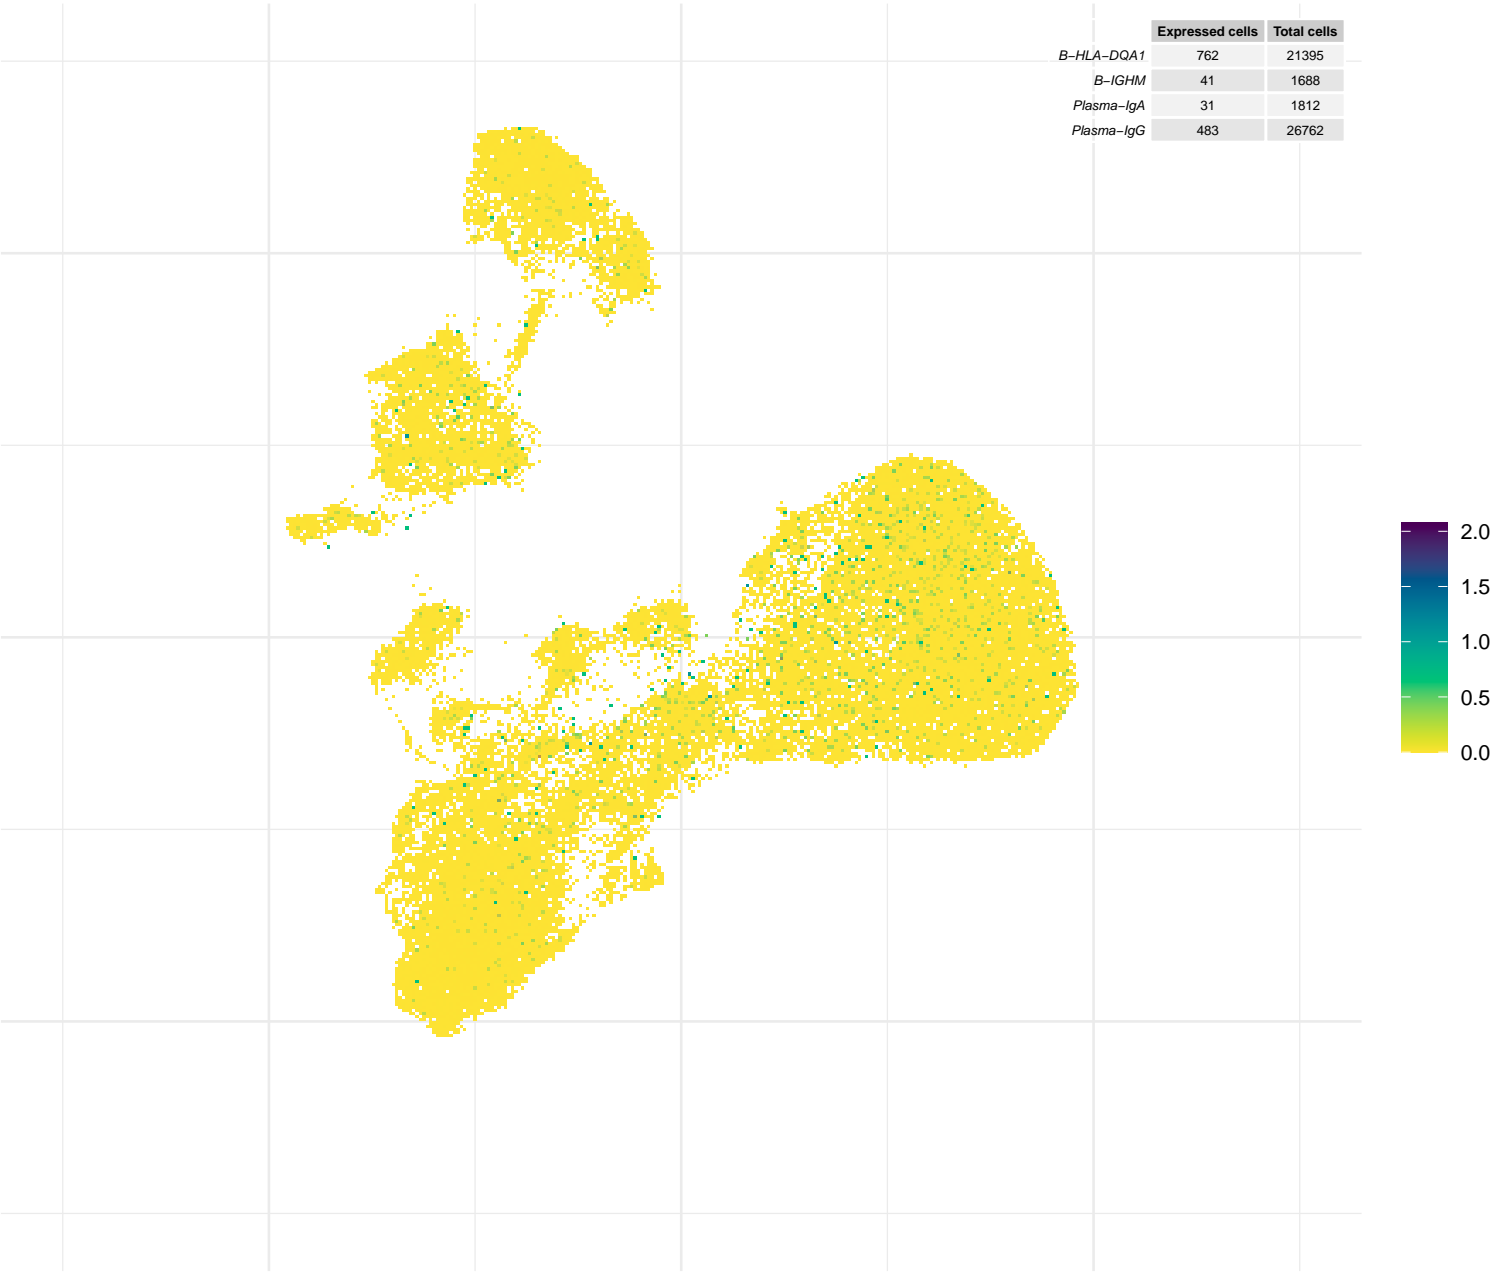 Expressed cells Total cells
B−HLA−DQA1 762 21395
B−IGHM 41 1688
Plasma−IgA 31 1812
Plasma−IgG 483 26762
2.0
1.5
1.0
0.5
0.0